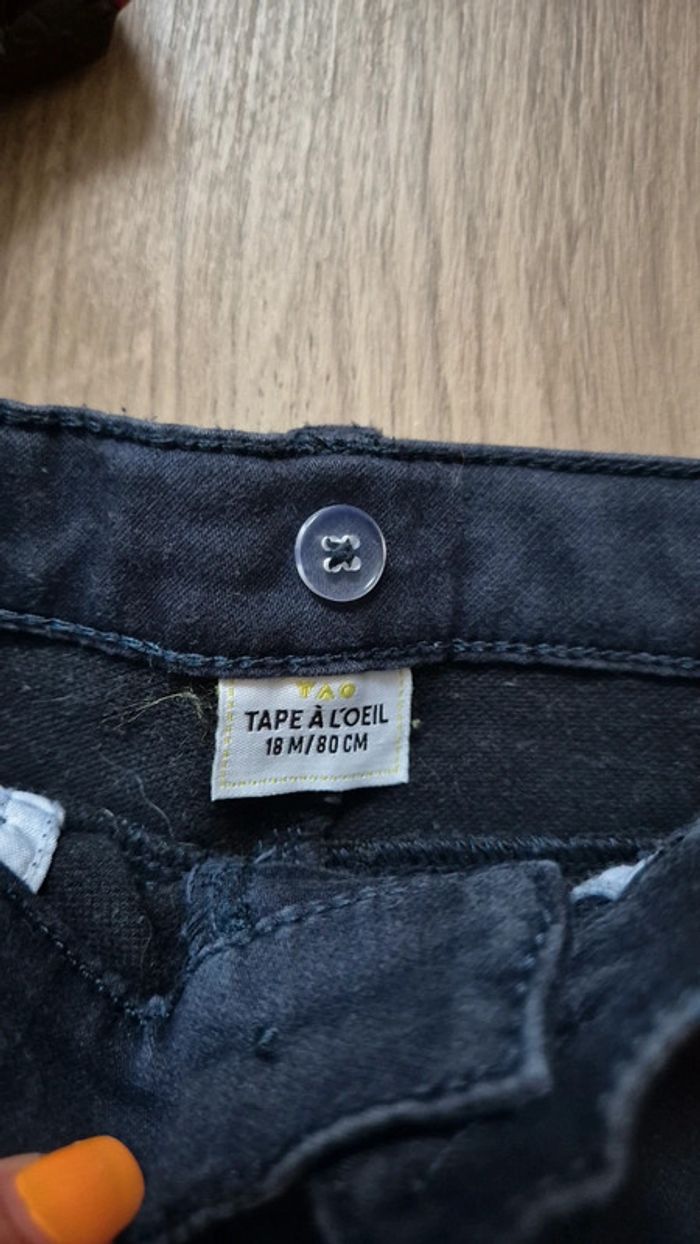 TAO
TAPE À L'OEIL
18 M/80 CM